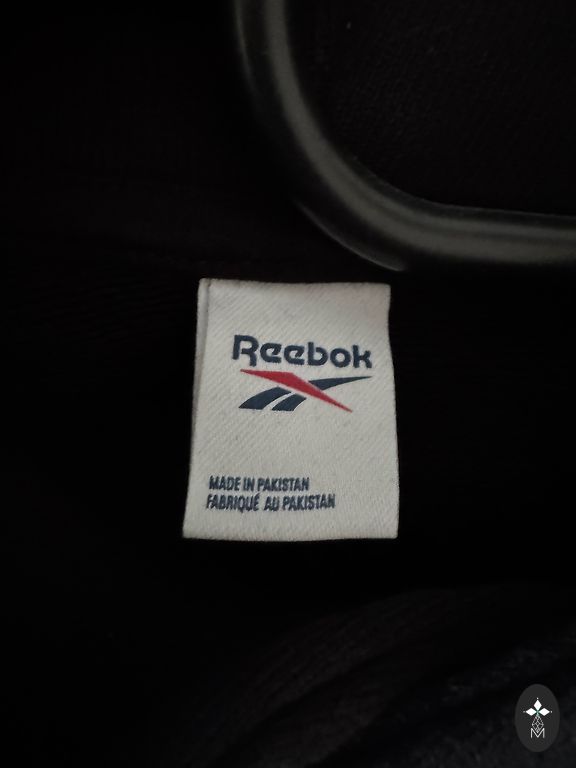 Reebok
MADE IN PAKISTAN
FABRIQUÉ AU PAKISTAN
M